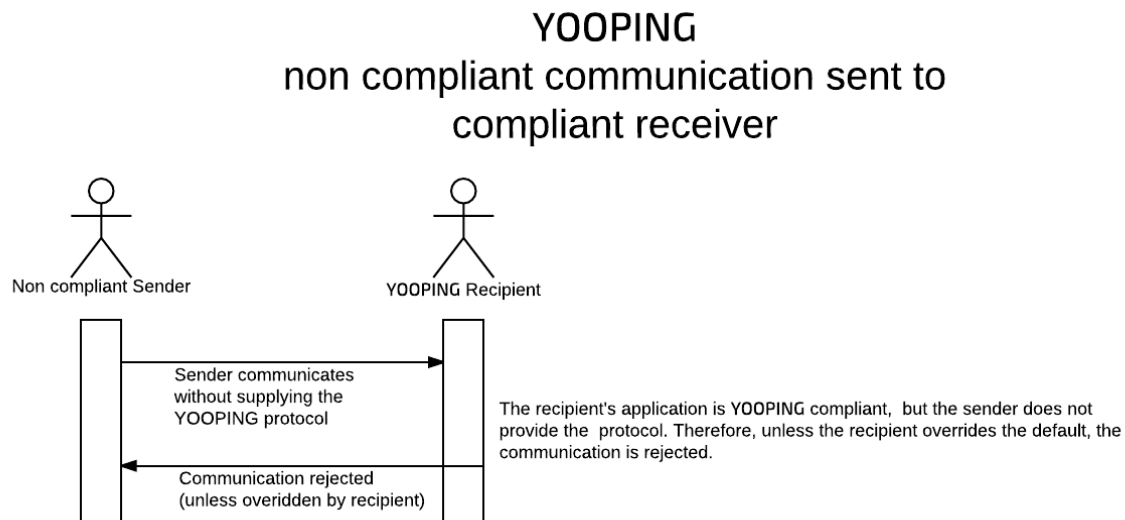 YOOPING
non compliant communication sent to
compliant receiver
Non compliant Sender
YOOPING Recipient
Sender communicates
without supplying the
YOOPING protocol
The recipient's application is YOOPING compliant, but the sender does not
provide the protocol. Therefore, unless the recipient overrides the default, the
communication is rejected.
Communication rejected
(unless overidden by recipient)